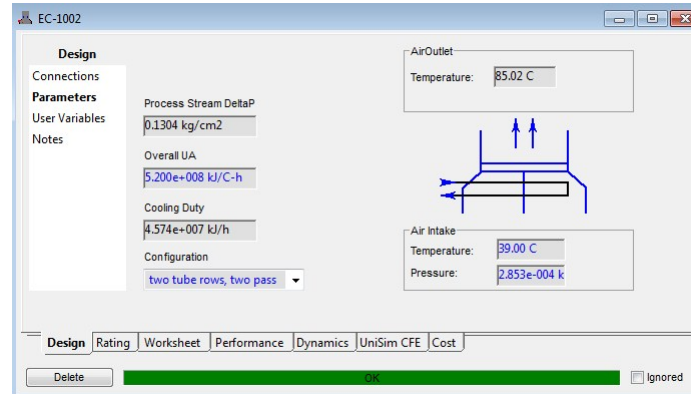 EC-1002
Design
Connections
Parameters
User Variables
Notes
Process Stream DeltaP
0.1304 kg/cm2
Overall UA
5.200e+008 kJ/C-h
Cooling Duty
4.574e+007 kJ/h
Configuration
two tube rows, two pass
AirOutlet
Temperature: 85.02 C
Air Intake
Temperature: 39.00 C
Pressure: 2.853e-004 k
Design Rating Worksheet Performance Dynamics UniSim CFE Cost
Delete OK Ignored